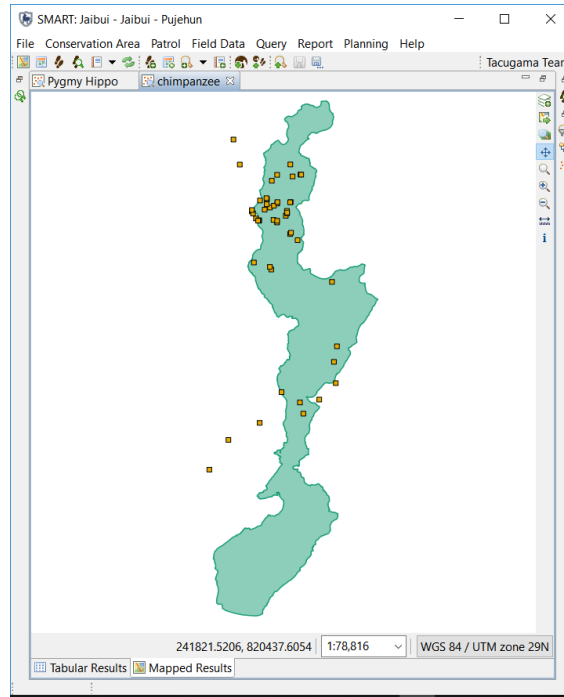 SMART: Jaibui - Jaibui - Pujehun
File Conservation Area Patrol Field Data Query Report Planning Help
Tacugama Tear
Pygmy Hippo chimpanzee
241821.5206, 820437.6054 1:78,816 WGS 84 / UTM zone 29N
Tabular Results Mapped Results